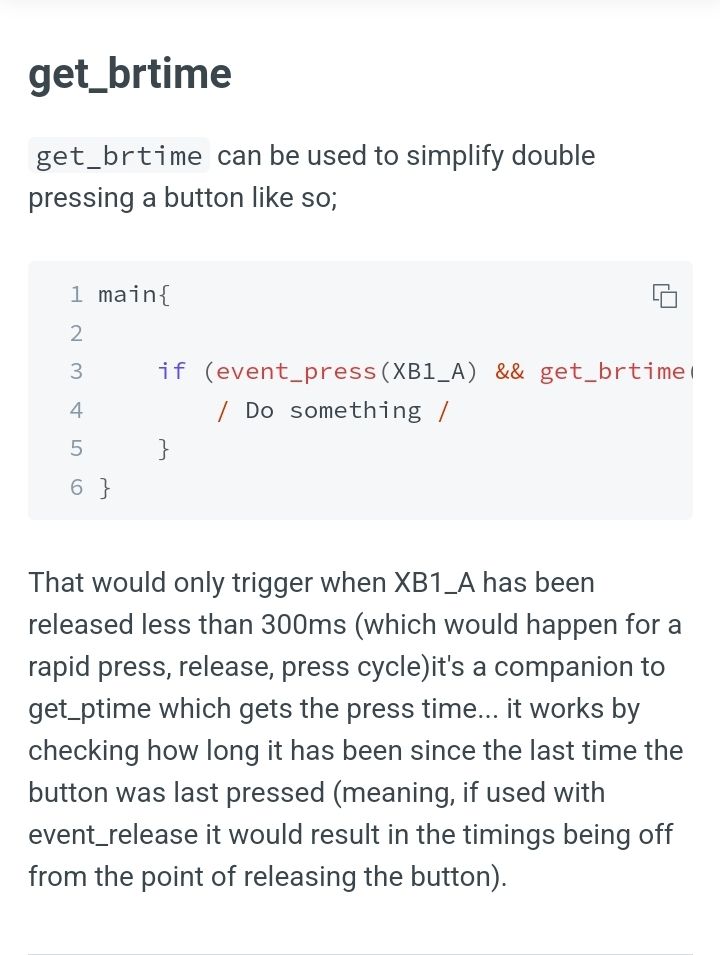 get_brtime
get_brtime can be used to simplify double
pressing a button like so;
1 main{
2
3     if (event_press(XB1_A) && get_brtime(
4         / Do something /
5     }
6 }
That would only trigger when XB1_A has been
released less than 300ms (which would happen for a
rapid press, release, press cycle)it's a companion to
get_ptime which gets the press time... it works by
checking how long it has been since the last time the
button was last pressed (meaning, if used with
event_release it would result in the timings being off
from the point of releasing the button).